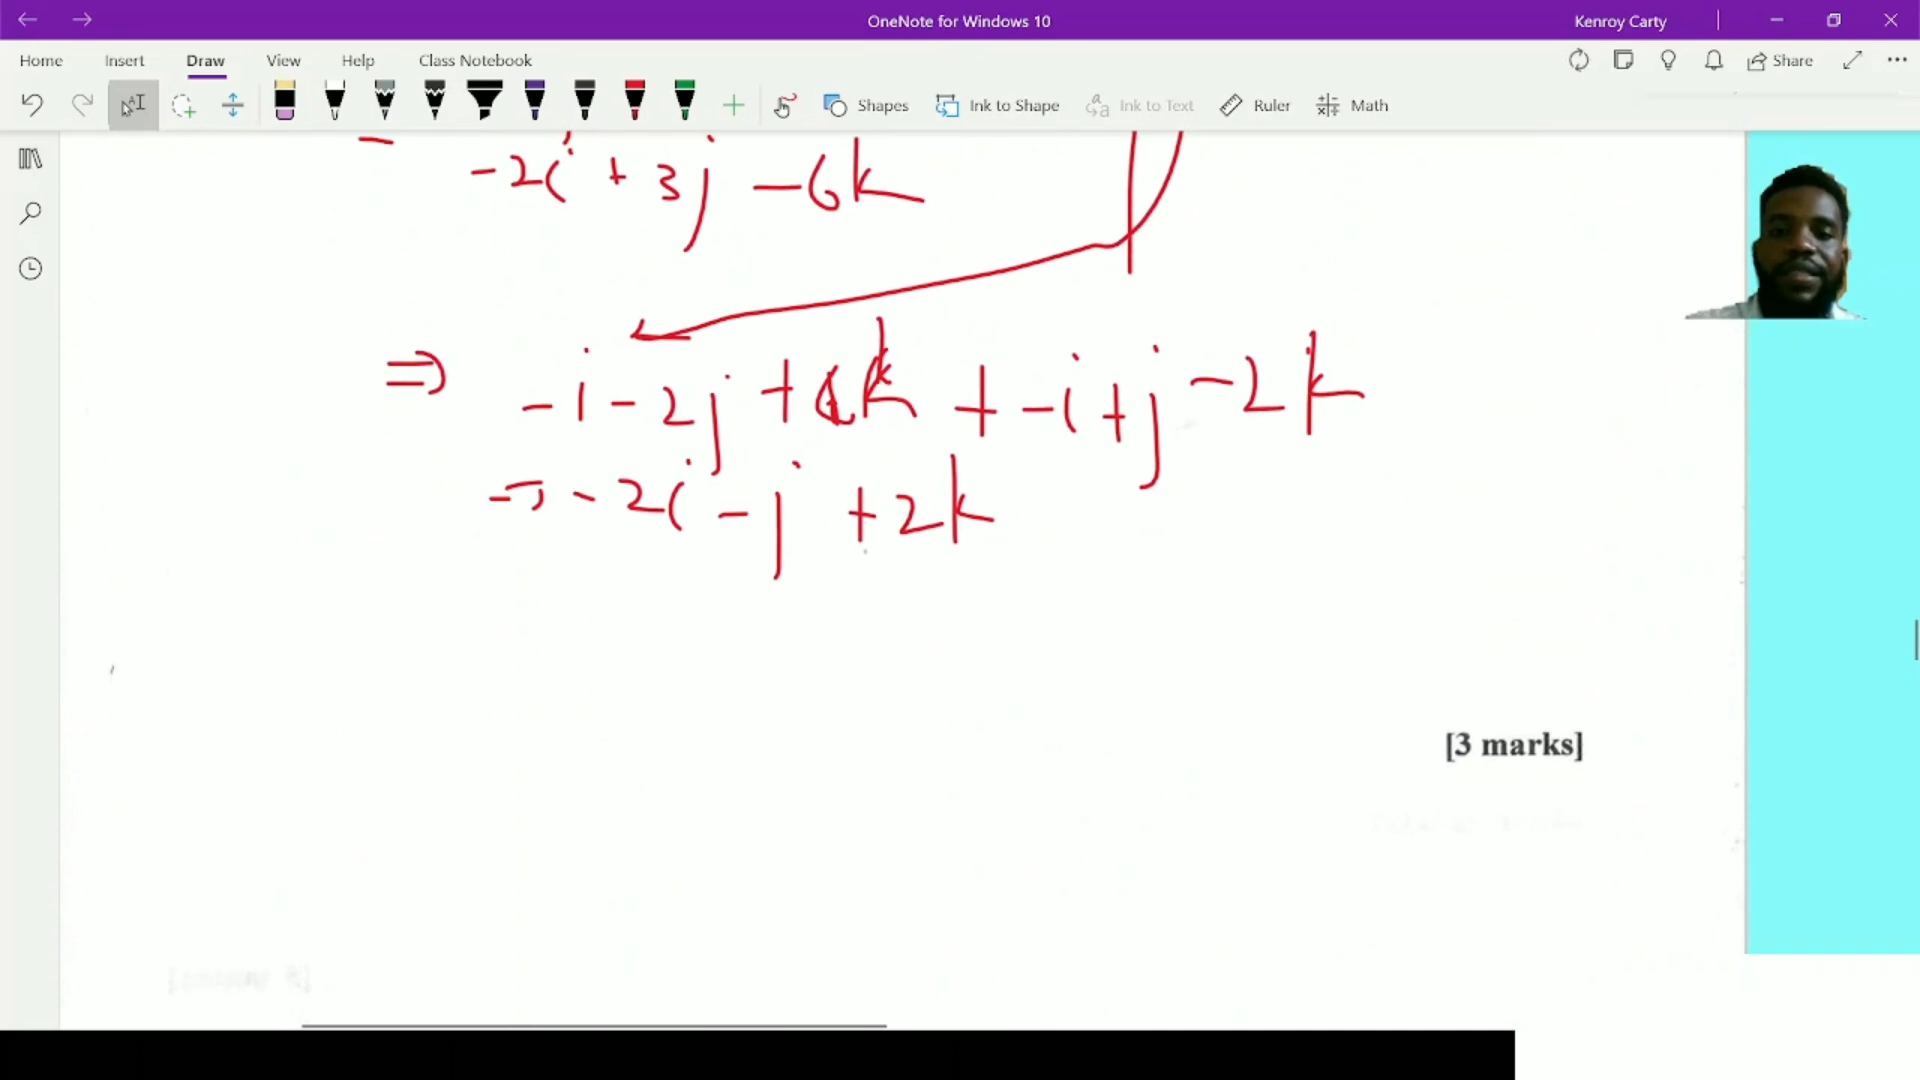 OneNote for Windows 10
Kenroy Carty
Home Insert Draw View Help Class Notebook
Share
Shapes Ink to Shape Ink to Text Ruler Math
=
-2i + 3j - 6k
⇒ -i - 2j + k + -i + j - 2k
⇒ - 2i - j + 2k
[3 marks]